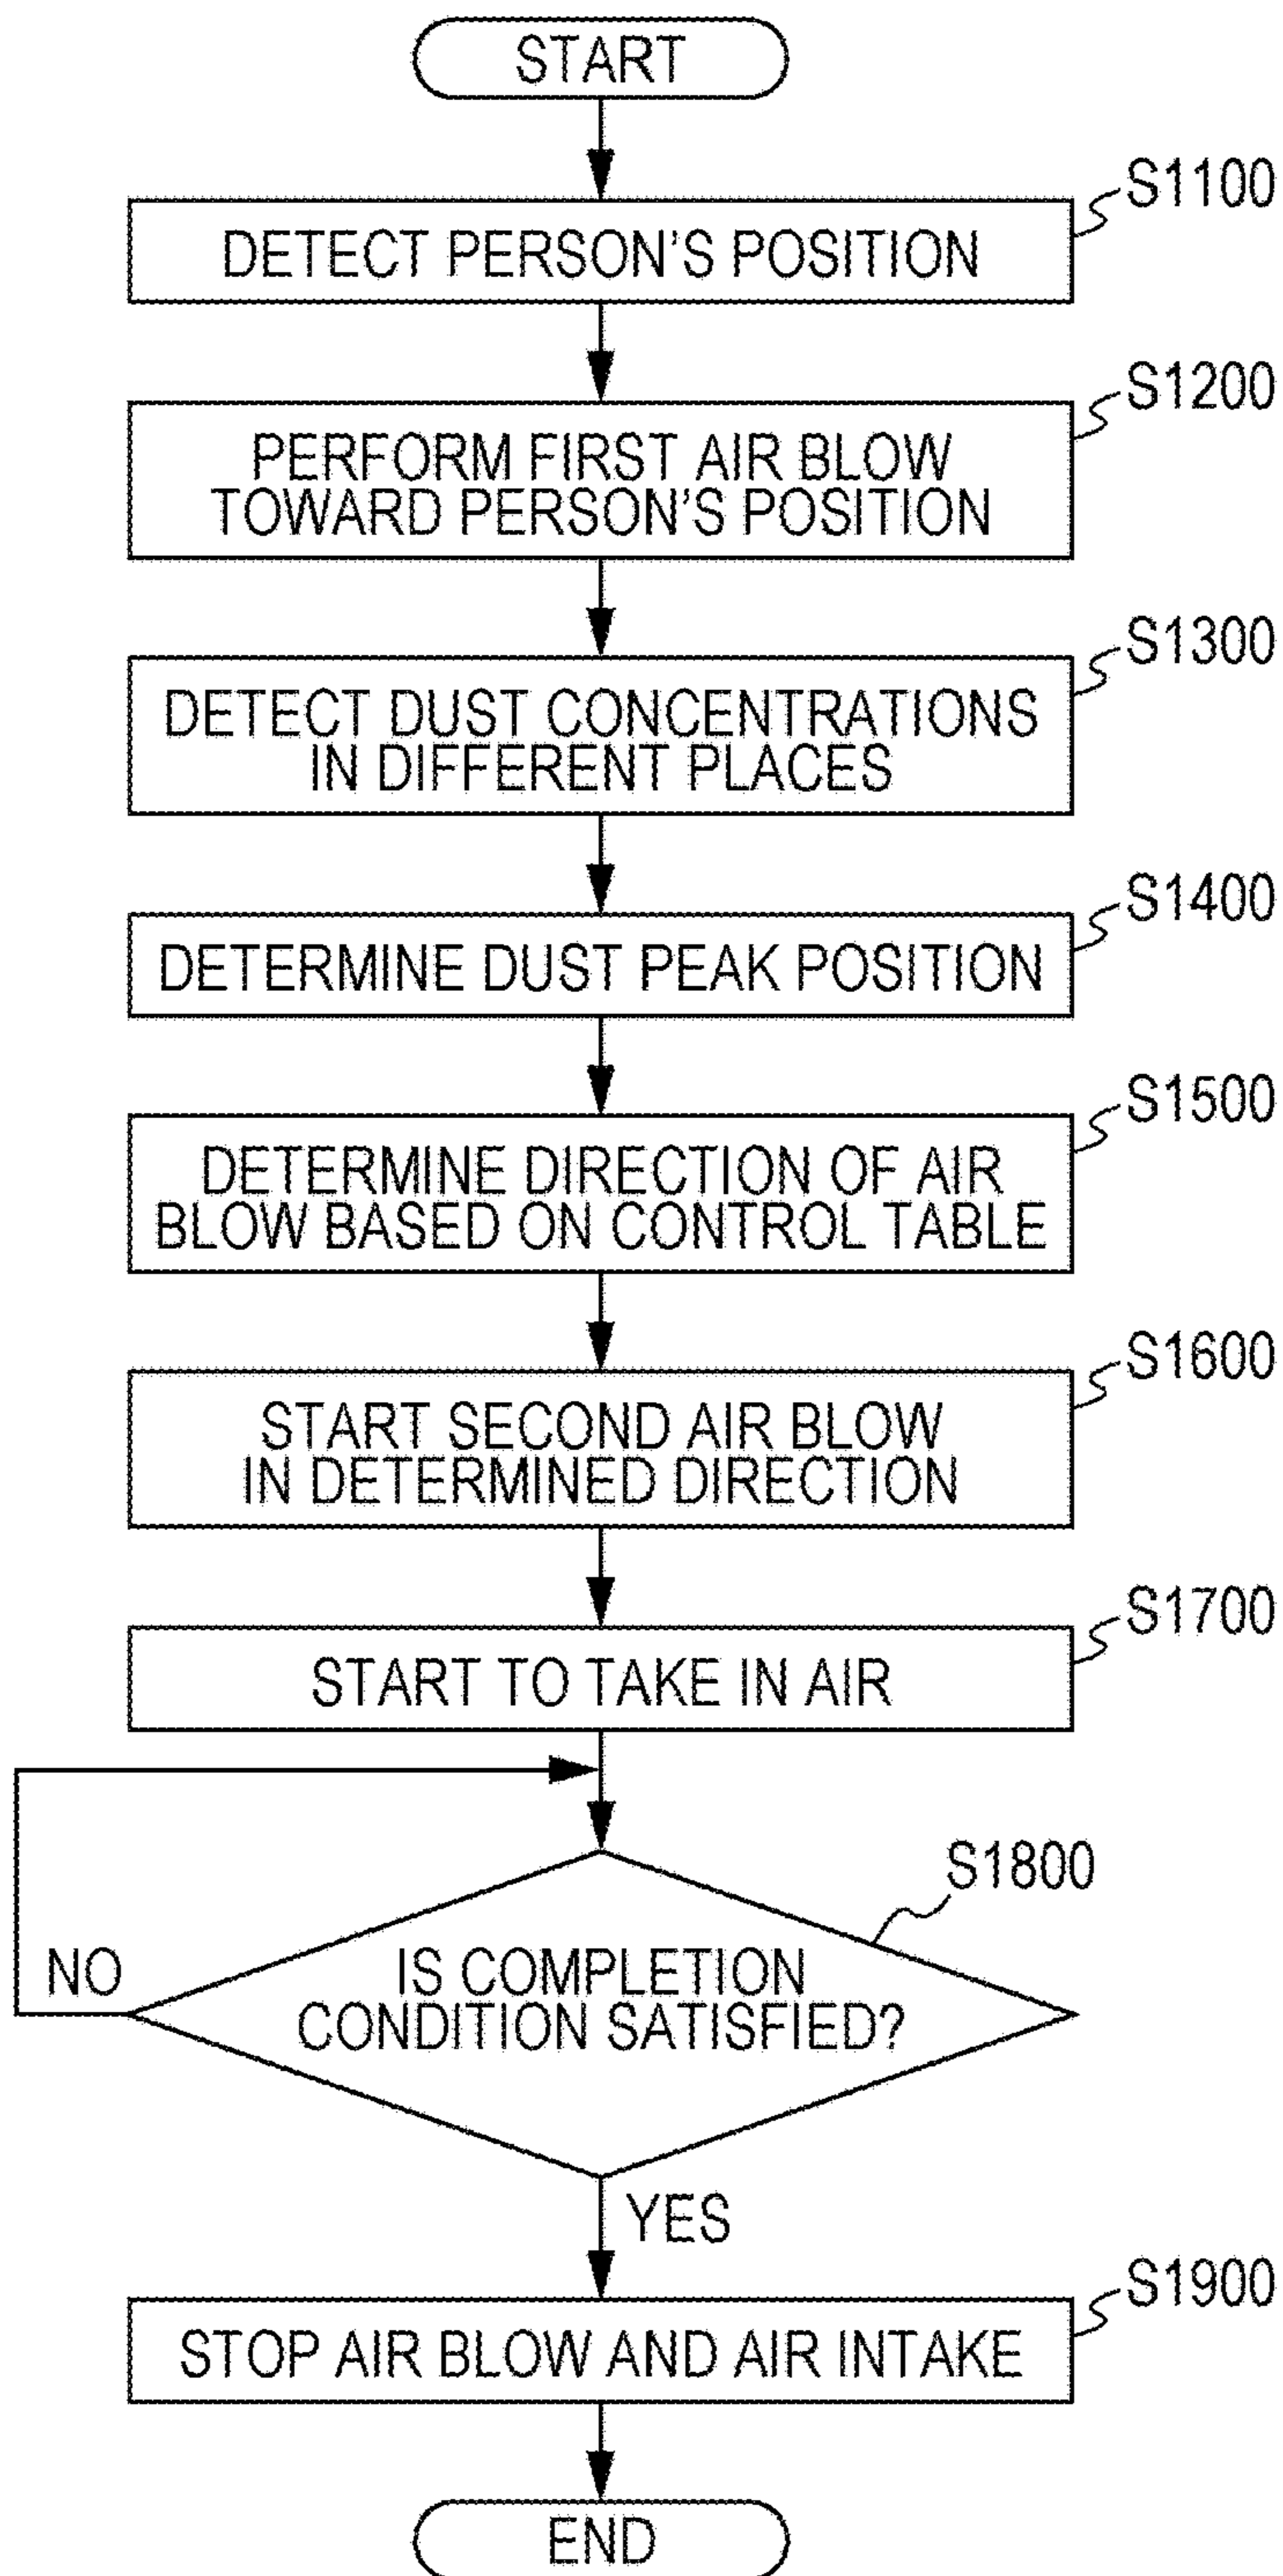 START
S1100
DETECT PERSON'S POSITION
S1200
PERFORM FIRST AIR BLOW
TOWARD PERSON'S POSITION
S1300
DETECT DUST CONCENTRATIONS
IN DIFFERENT PLACES
S1400
DETERMINE DUST PEAK POSITION
S1500
DETERMINE DIRECTION OF AIR
BLOW BASED ON CONTROL TABLE
S1600
START SECOND AIR BLOW
IN DETERMINED DIRECTION
S1700
START TO TAKE IN AIR
S1800
NO
IS COMPLETION
CONDITION SATISFIED?
YES
S1900
STOP AIR BLOW AND AIR INTAKE
END